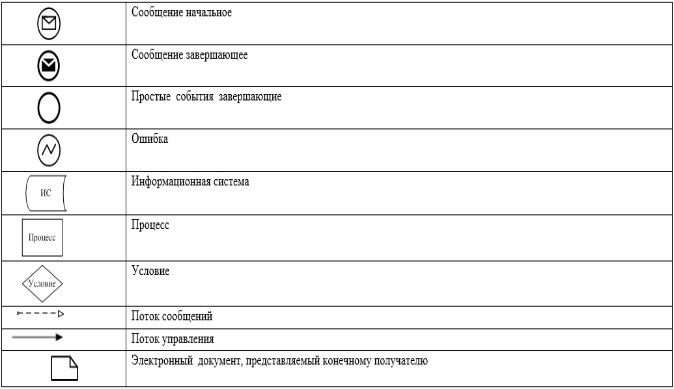 Сообщение начальное
Сообщение завершающее
Простые события завершающие
Ошибка
ИС
Информационная система
Процесс
Процесс
Условие
Условие
Поток сообщений
Поток управления
Электронный документ, представляемый конечному получателю